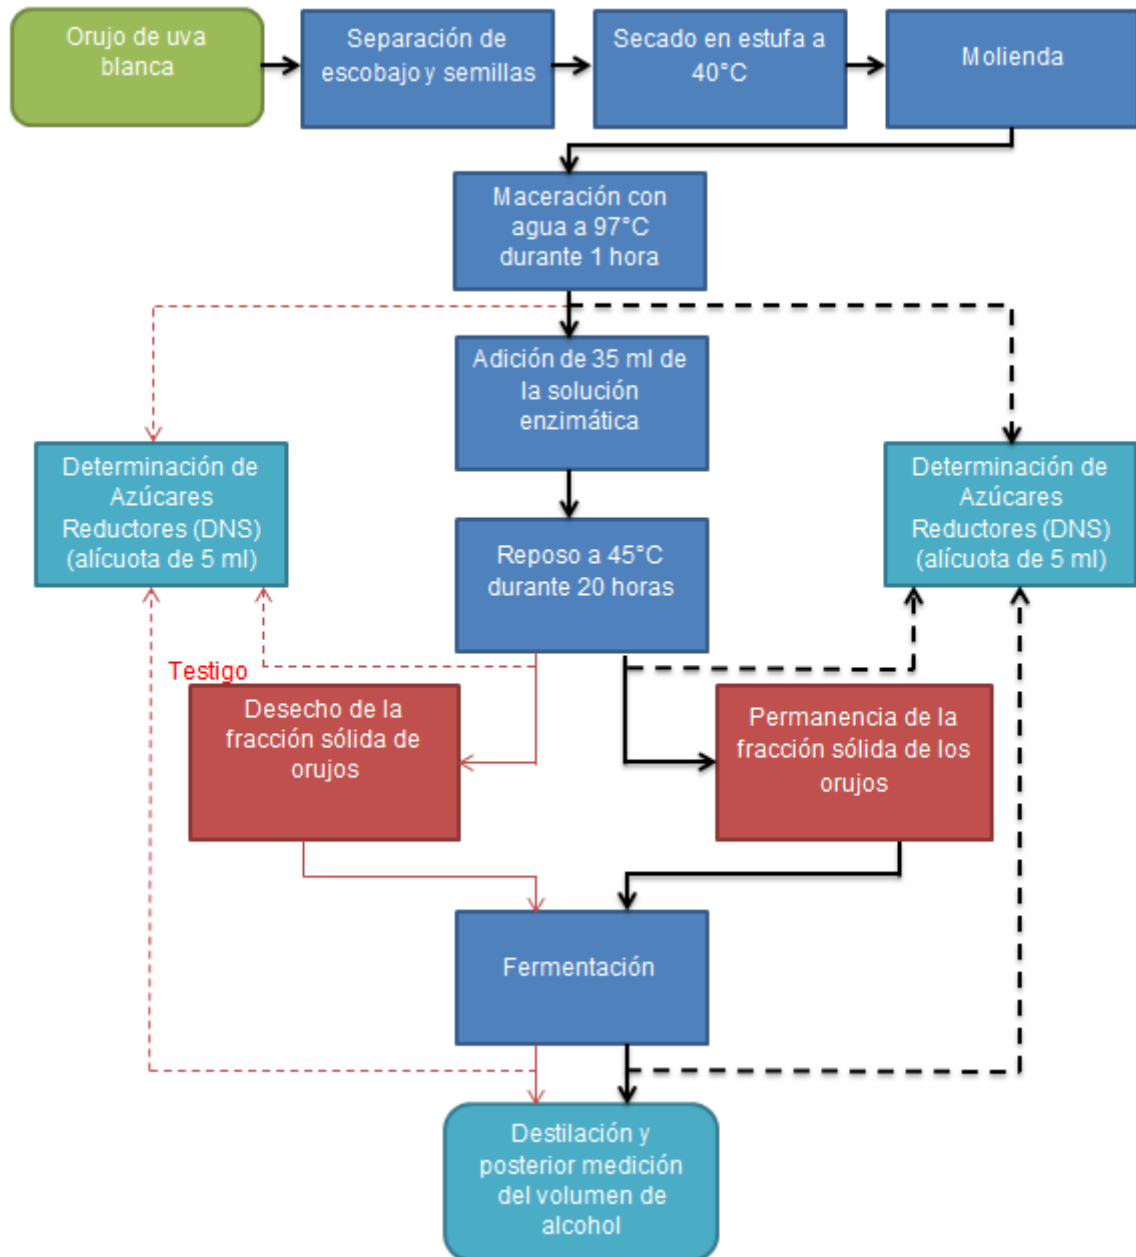 Orujo de uva
blanca
Separación de
escobajo y semillas
Secado en estufa a
40°C
Molienda
Maceración con
agua a 97°C
durante 1 hora
Adición de 35 ml de
la solución
enzimática
Determinación de
Azúcares
Reductores (DNS)
(alícuota de 5 ml)
Determinación de
Azúcares
Reductores (DNS)
(alícuota de 5 ml)
Reposo a 45°C
durante 20 horas
Testigo
Desecho de la
fracción sólida de
orujos
Permanencia de la
fracción sólida de los
orujos
Fermentación
Destilación y
posterior medición
del volumen de
alcohol